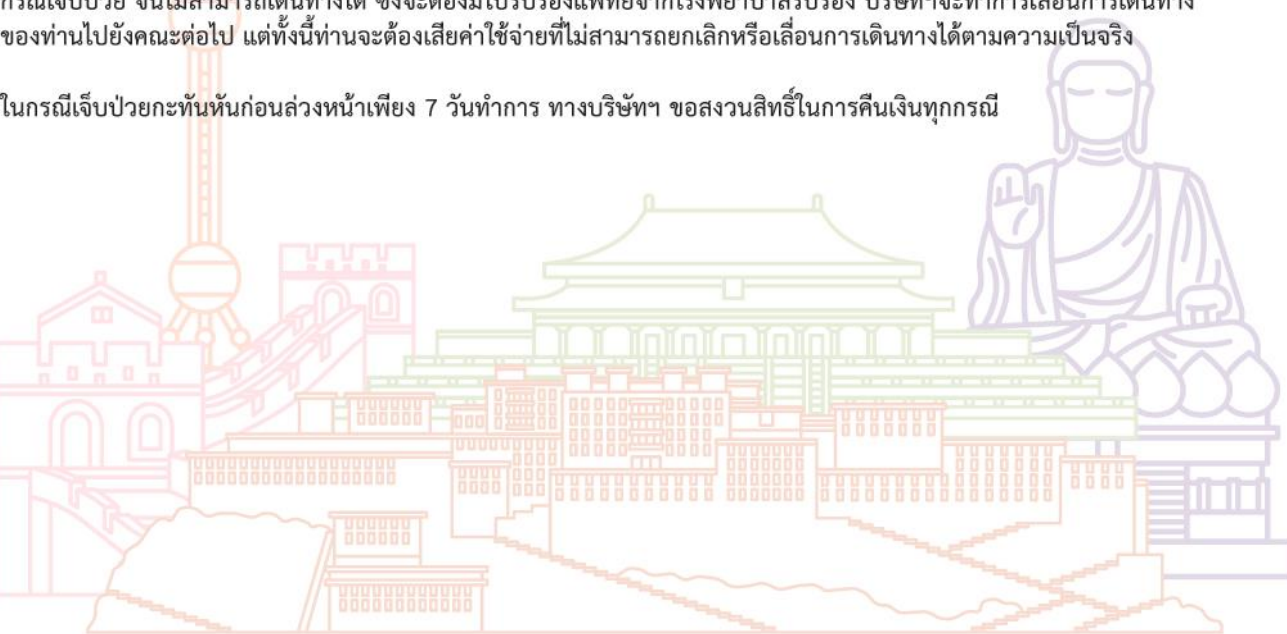 กรณีเจ็บป่วย จนไม่สามารถเดินทางได้ ซึ่งจะต้องมีใบรับรองแพทย์จากโรงพยาบาลรับรอง บริษัทฯจะทำการเลื่อนการเดินทาง
ของท่านไปยังคณะต่อไป แต่ทั้งนี้ท่านจะต้องเสียค่าใช้จ่ายที่ไม่สามารถยกเลิกหรือเลื่อนการเดินทางได้ตามความเป็นจริง
ในกรณีเจ็บป่วยกะทันหันก่อนล่วงหน้าเพียง 7 วันทำการ ทางบริษัทฯ ขอสงวนสิทธิ์ในการคืนเงินทุกกรณี